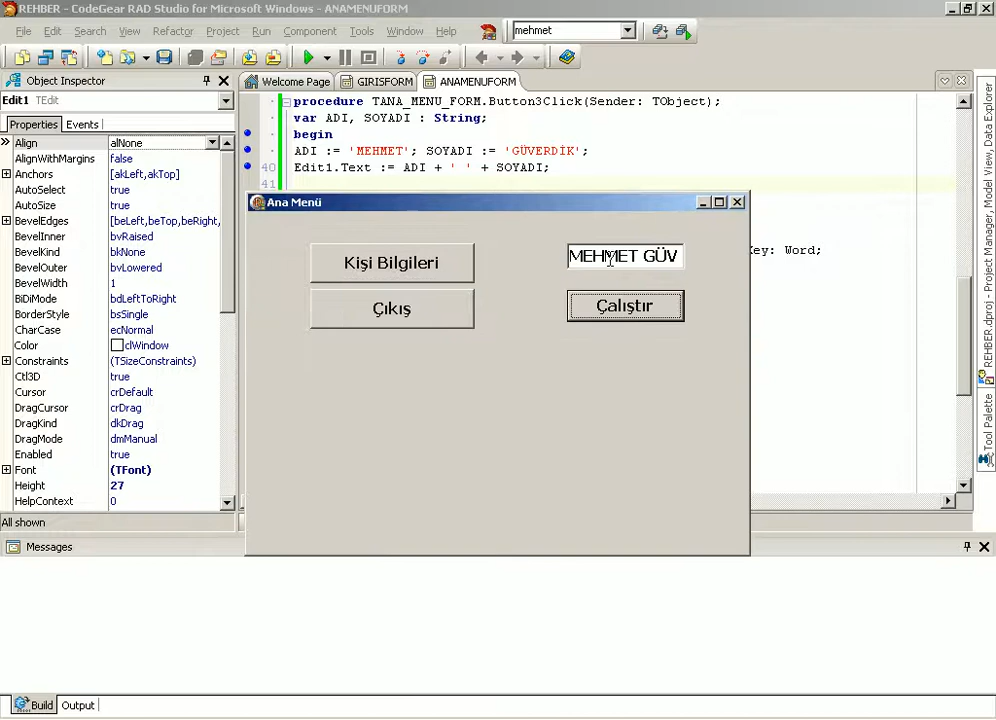 REHBER - CodeGear RAD Studio for Microsoft Windows - ANAMENUFORM
File Edit Search View Refactor Project Run Component Tools Window Help
mehmet
Object Inspector
Edit1 TEdit
Properties Events
Align alNone
AlignWithMargins false
Anchors [akLeft,akTop]
AutoSelect true
AutoSize true
BevelEdges [beLeft,beTop,beRight,
BevelInner bvRaised
BevelKind bkNone
BevelOuter bvLowered
BevelWidth 1
BiDiMode bdLeftToRight
BorderStyle bsSingle
CharCase ecNormal
Color clWindow
Constraints (TSizeConstraints)
Ctl3D true
Cursor crDefault
DragCursor crDrag
DragKind dkDrag
DragMode dmManual
Enabled true
Font (TFont)
Height 27
HelpContext 0
All shown
Welcome Page GIRISFORM ANAMENUFORM
procedure TANA_MENU_FORM.Button3Click(Sender: TObject);
var ADI, SOYADI : String;
begin
ADI := 'MEHMET'; SOYADI := 'GÜVERDİK';
40 Edit1.Text := ADI + ' ' + SOYADI;
41
Key: Word;
Ana Menü
Kişi Bilgileri
MEHMET GÜV
Çıkış
Çalıştır
REHBER.dproj - Project Manager, Model View, Data Explorer
Tool Palette
Messages
Build Output